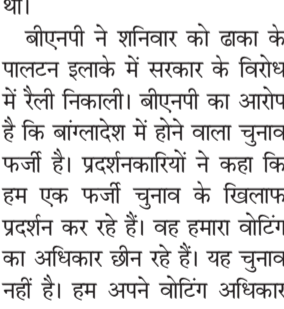 था।
बीएनपी ने शनिवार को ढाका के
पालटन इलाके में सरकार के विरोध
में रैली निकाली। बीएनपी का आरोप
है कि बांग्लादेश में होने वाला चुनाव
फर्जी है। प्रदर्शनकारियों ने कहा कि
हम एक फर्जी चुनाव के खिलाफ
प्रदर्शन कर रहे हैं। वह हमारा वोटिंग
का अधिकार छीन रहे हैं। यह चुनाव
नहीं है। हम अपने वोटिंग अधिकार